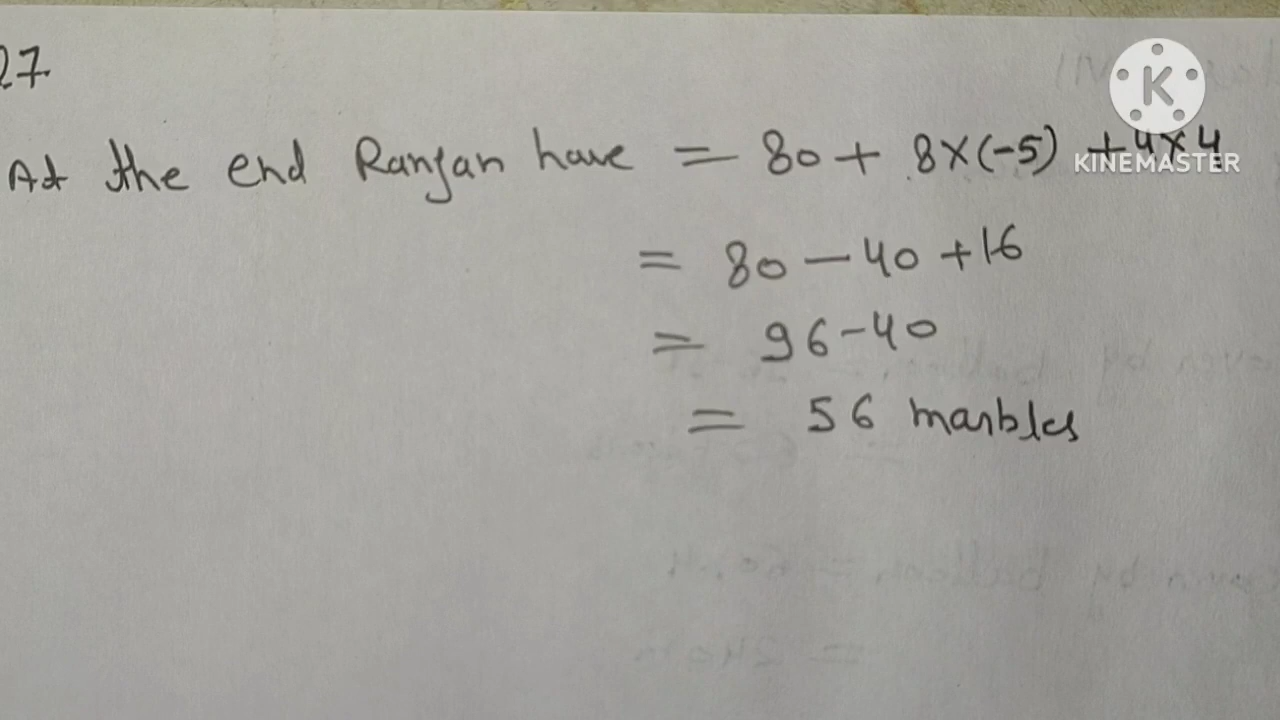 27
K
At the end Ranjan have = 80 + 8×(-5) + 4×4
KINEMASTER
= 80 - 40 + 16
= 96 - 40
= 56 marbles